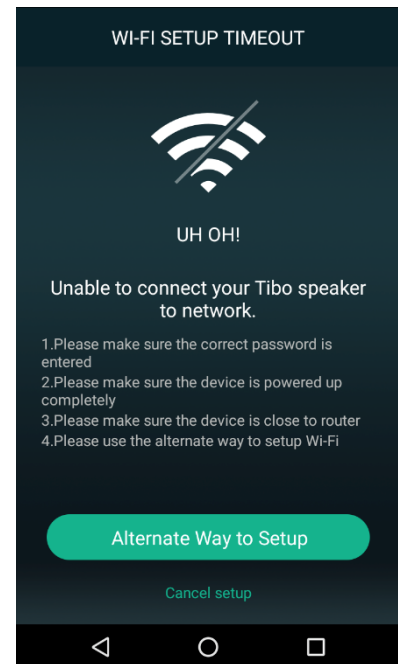 WI-FI SETUP TIMEOUT
UH OH!
Unable to connect your Tibo speaker
to network.
1.Please make sure the correct password is
entered
2.Please make sure the device is powered up
completely
3.Please make sure the device is close to router
4.Please use the alternate way to setup Wi-Fi
Alternate Way to Setup
Cancel setup